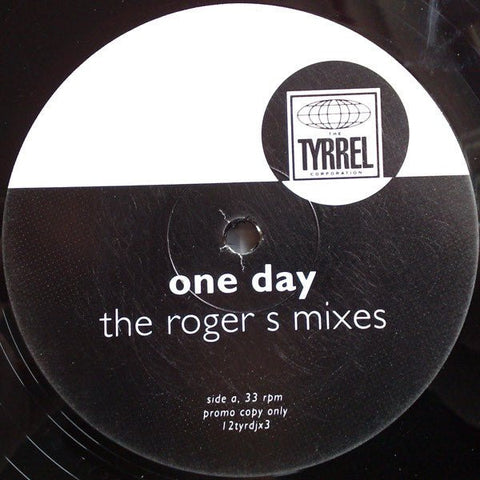 THE
TYRREL
CORPORATION
one day
the roger s mixes
side a, 33 rpm
promo copy only
12tyrdjx3